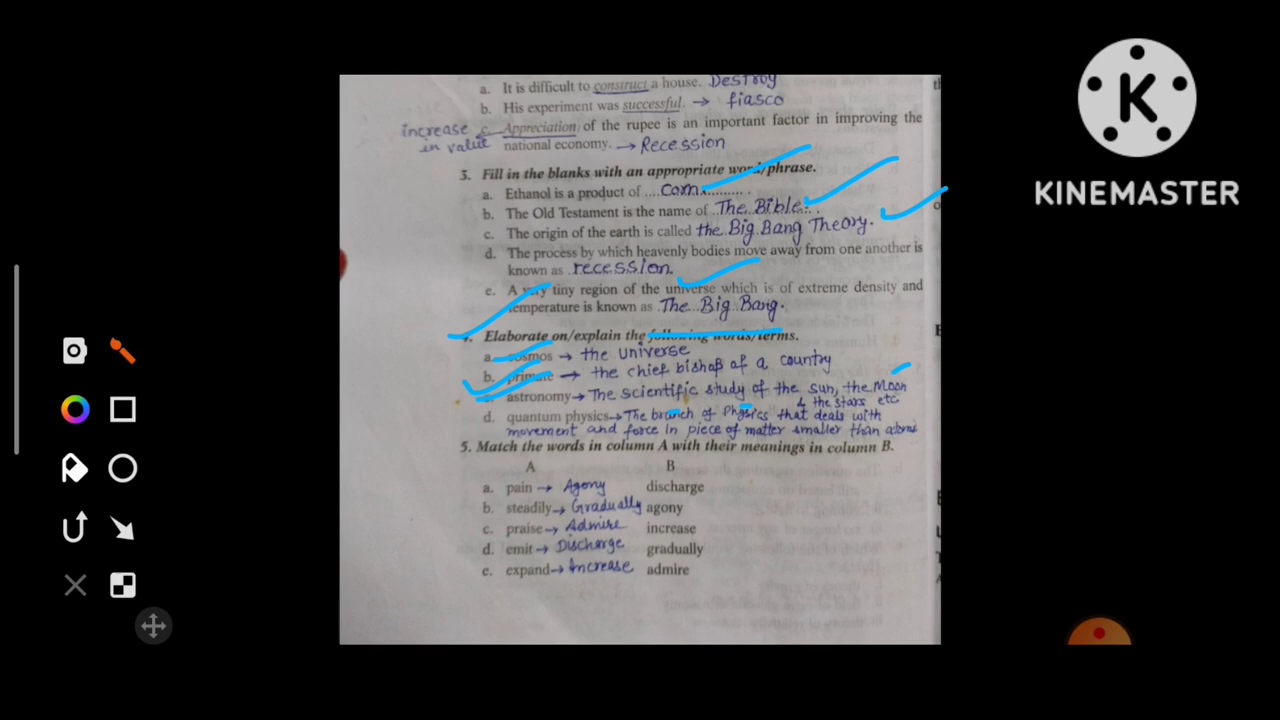 a. It is difficult to construct a house. Destroy
b. His experiment was successful. → fiasco
increase in value c. Appreciation of the rupee is an important factor in improving the
national economy. → Recession
3. Fill in the blanks with an appropriate word/phrase.
a. Ethanol is a product of ....corn...........
b. The Old Testament is the name of ..The Bible...
c. The origin of the earth is called the Big Bang Theory.
d. The process by which heavenly bodies move away from one another is
known as recession.
e. A very tiny region of the universe which is of extreme density and
temperature is known as The Big Bang.
4. Elaborate on/explain the following words/terms.
a. cosmos → the universe
b. primate → the chief bishop of a country
c. astronomy → The scientific study of the sun, the Moon
& the stars etc
d. quantum physics → The branch of Physics that deals with
movement and force in piece of matter smaller than atoms
5. Match the words in column A with their meanings in column B.
A B
a. pain → Agony discharge
b. steadily → Gradually agony
c. praise → Admire increase
d. emit → Discharge gradually
e. expand → Increase admire
KINEMASTER